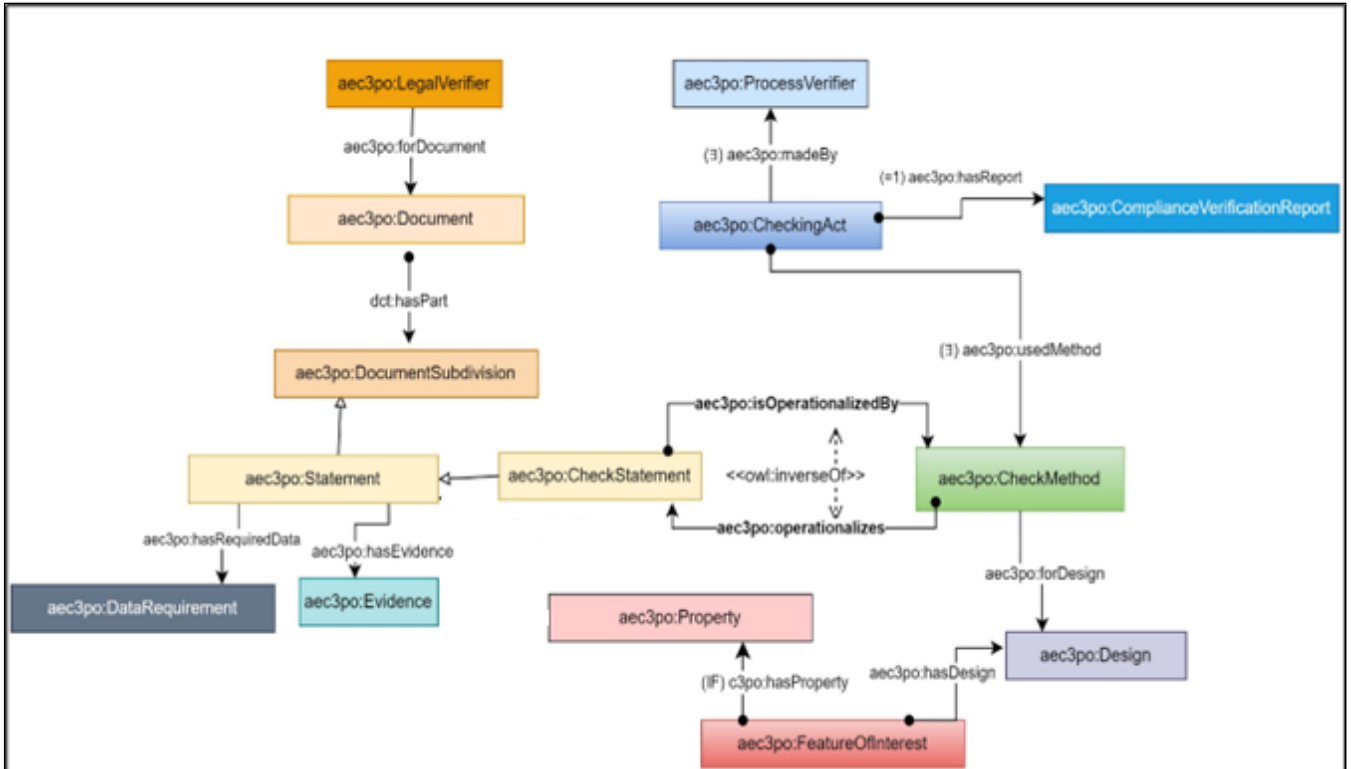 aec3po:LegalVerifier
aec3po:ProcessVerifier
aec3po:forDocument
(∃) aec3po:madeBy
(=1) aec3po:hasReport
aec3po:Document
aec3po:CheckingAct
aec3po:ComplianceVerificationReport
dct:hasPart
(∃) aec3po:usedMethod
aec3po:DocumentSubdivision
aec3po:isOperationalizedBy
aec3po:Statement
aec3po:CheckStatement
<<owl:inverseOf>>
aec3po:CheckMethod
aec3po:operationalizes
aec3po:hasRequiredData
aec3po:hasEvidence
aec3po:forDesign
aec3po:DataRequirement
aec3po:Evidence
aec3po:Property
aec3po:Design
(IF) c3po:hasProperty
aec3po:hasDesign
aec3po:FeatureOfInterest